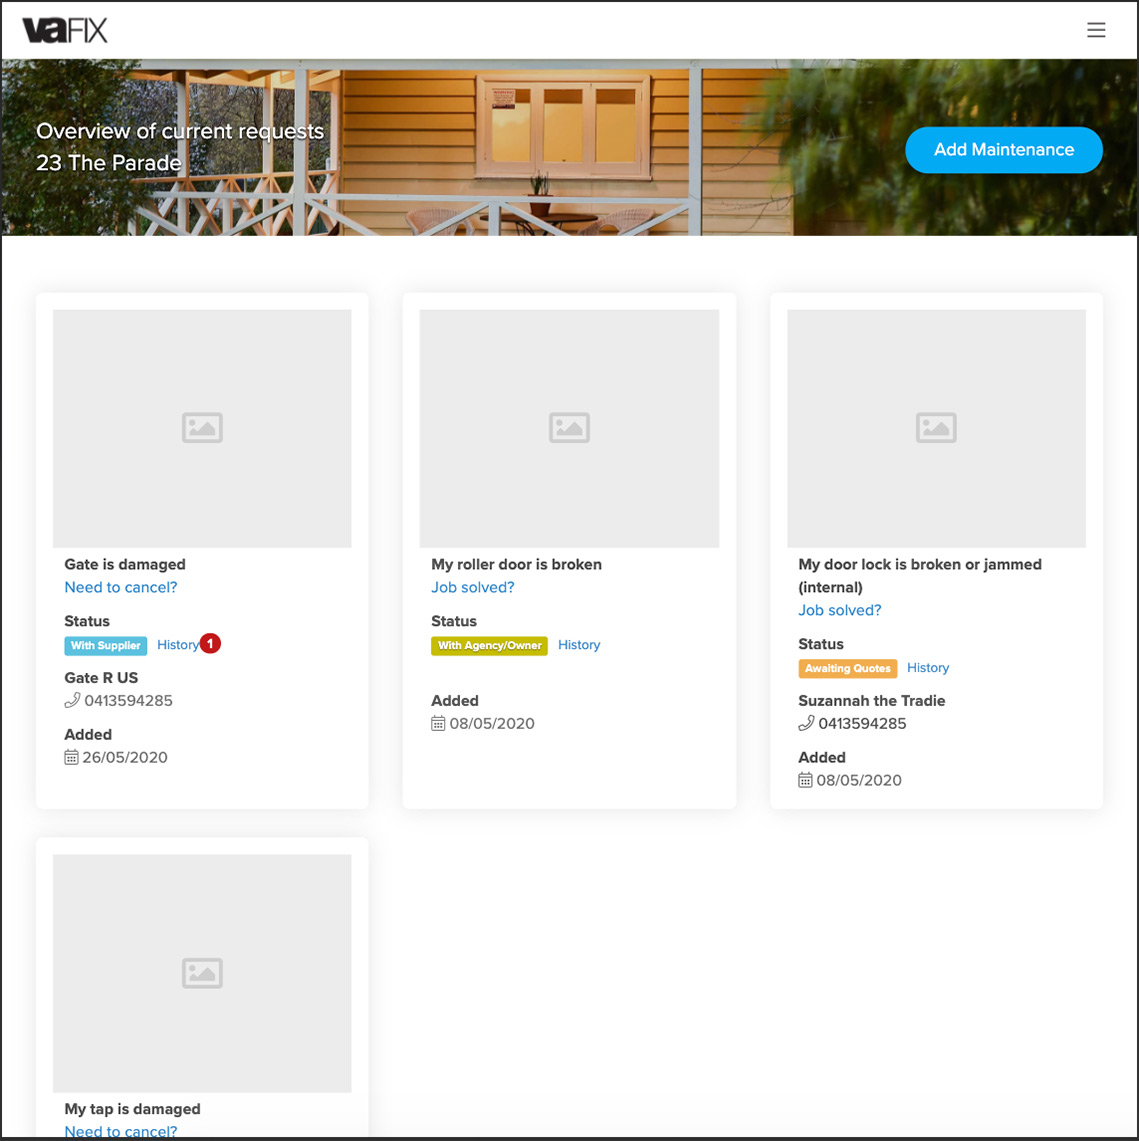 vaFIX
Overview of current requests
23 The Parade
Add Maintenance
Gate is damaged
Need to cancel?
Status
With Supplier History 1
Gate R US
0413594285
Added
26/05/2020
My roller door is broken
Job solved?
Status
With Agency/Owner History
Added
08/05/2020
My door lock is broken or jammed
(internal)
Job solved?
Status
Awaiting Quotes History
Suzannah the Tradie
0413594285
Added
08/05/2020
My tap is damaged
Need to cancel?